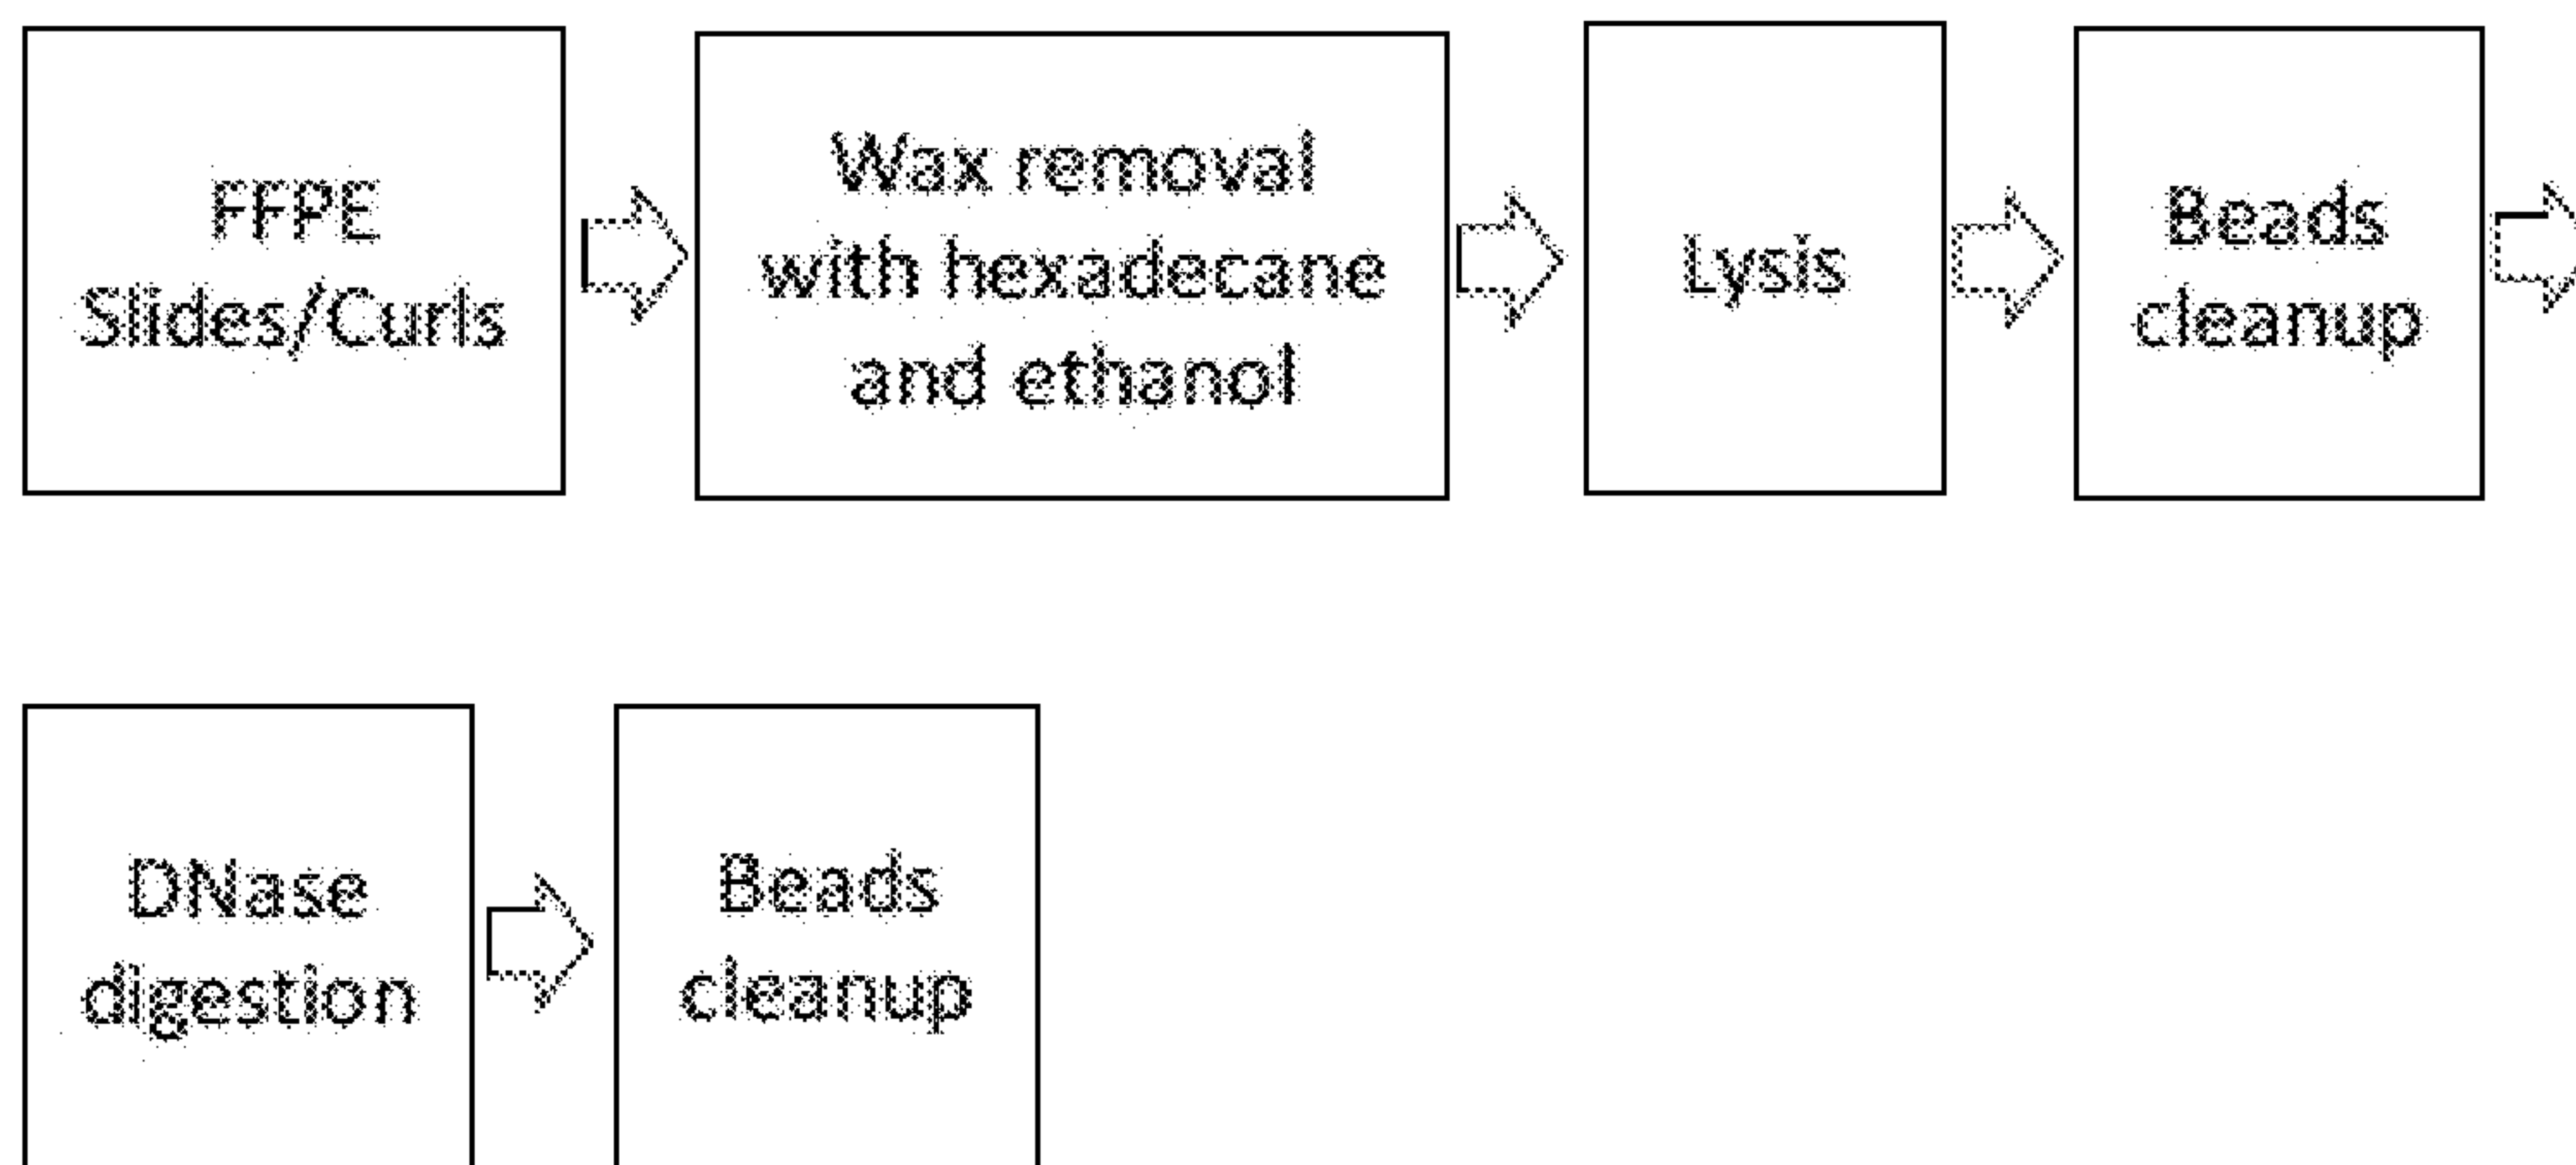 FFPE
Slides/Curls
Wax removal
with hexadecane
and ethanol
Lysis
Beads
cleanup
DNase
digestion
Beads
cleanup